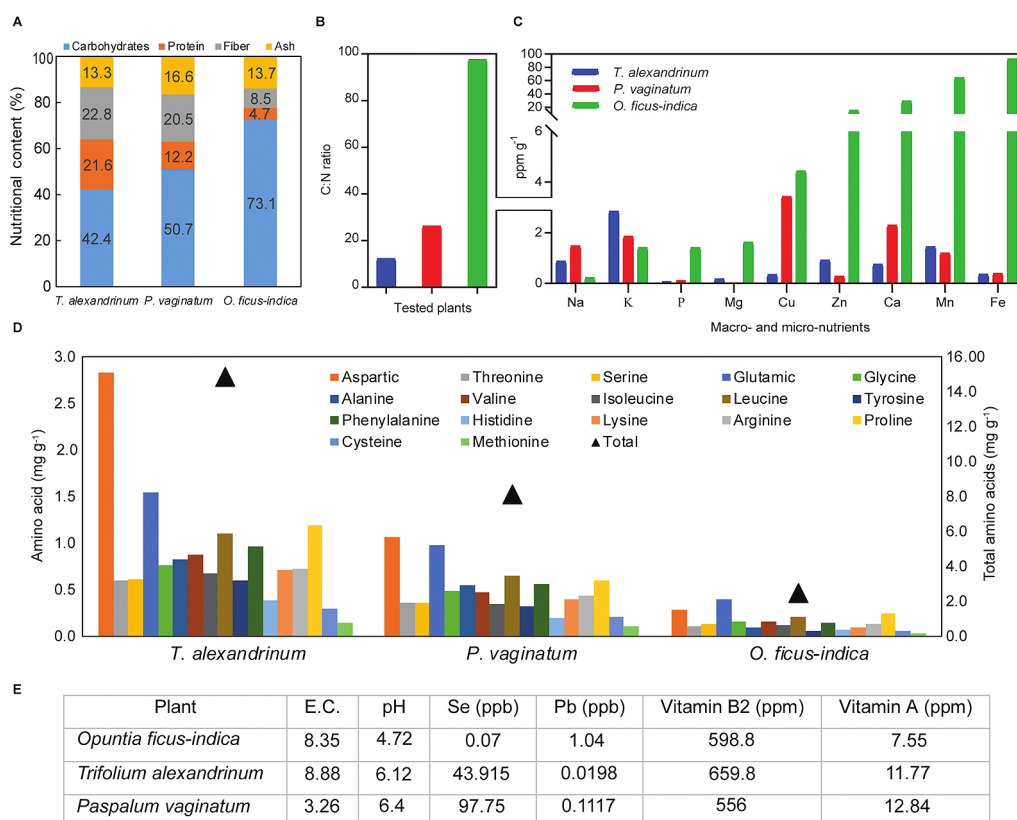 A
Carbohydrates Protein Fiber Ash
Nutritional content (%)
100
80
60
40
20
0
13.3 16.6 13.7
22.8 20.5 8.5
21.6 12.2 4.7
42.4 50.7 73.1
T. alexandrinum P. vaginatum O. ficus-indica
B
C:N ratio
100
80
60
40
20
0
Tested plants
C
ppm g-1
100
80
60
40
20
6
4
2
0
T. alexandrinum
P. vaginatum
O. ficus-indica
Na K P Mg Cu Zn Ca Mn Fe
Macro- and micro-nutrients
D
Amino acid (mg g-1)
3.0
2.5
2.0
1.5
1.0
0.5
0.0
Aspartic Threonine Serine Glutamic Glycine
Alanine Valine Isoleucine Leucine Tyrosine
Phenylalanine Histidine Lysine Arginine Proline
Cysteine Methionine Total
16.00
14.0
12.0
10.0
8.0
6.0
4.0
2.0
0.0
Total amino acids (mg g-1)
T. alexandrinum P. vaginatum O. ficus-indica
E
Plant E.C. pH Se (ppb) Pb (ppb) Vitamin B2 (ppm) Vitamin A (ppm)
Opuntia ficus-indica 8.35 4.72 0.07 1.04 598.8 7.55
Trifolium alexandrinum 8.88 6.12 43.915 0.0198 659.8 11.77
Paspalum vaginatum 3.26 6.4 97.75 0.1117 556 12.84